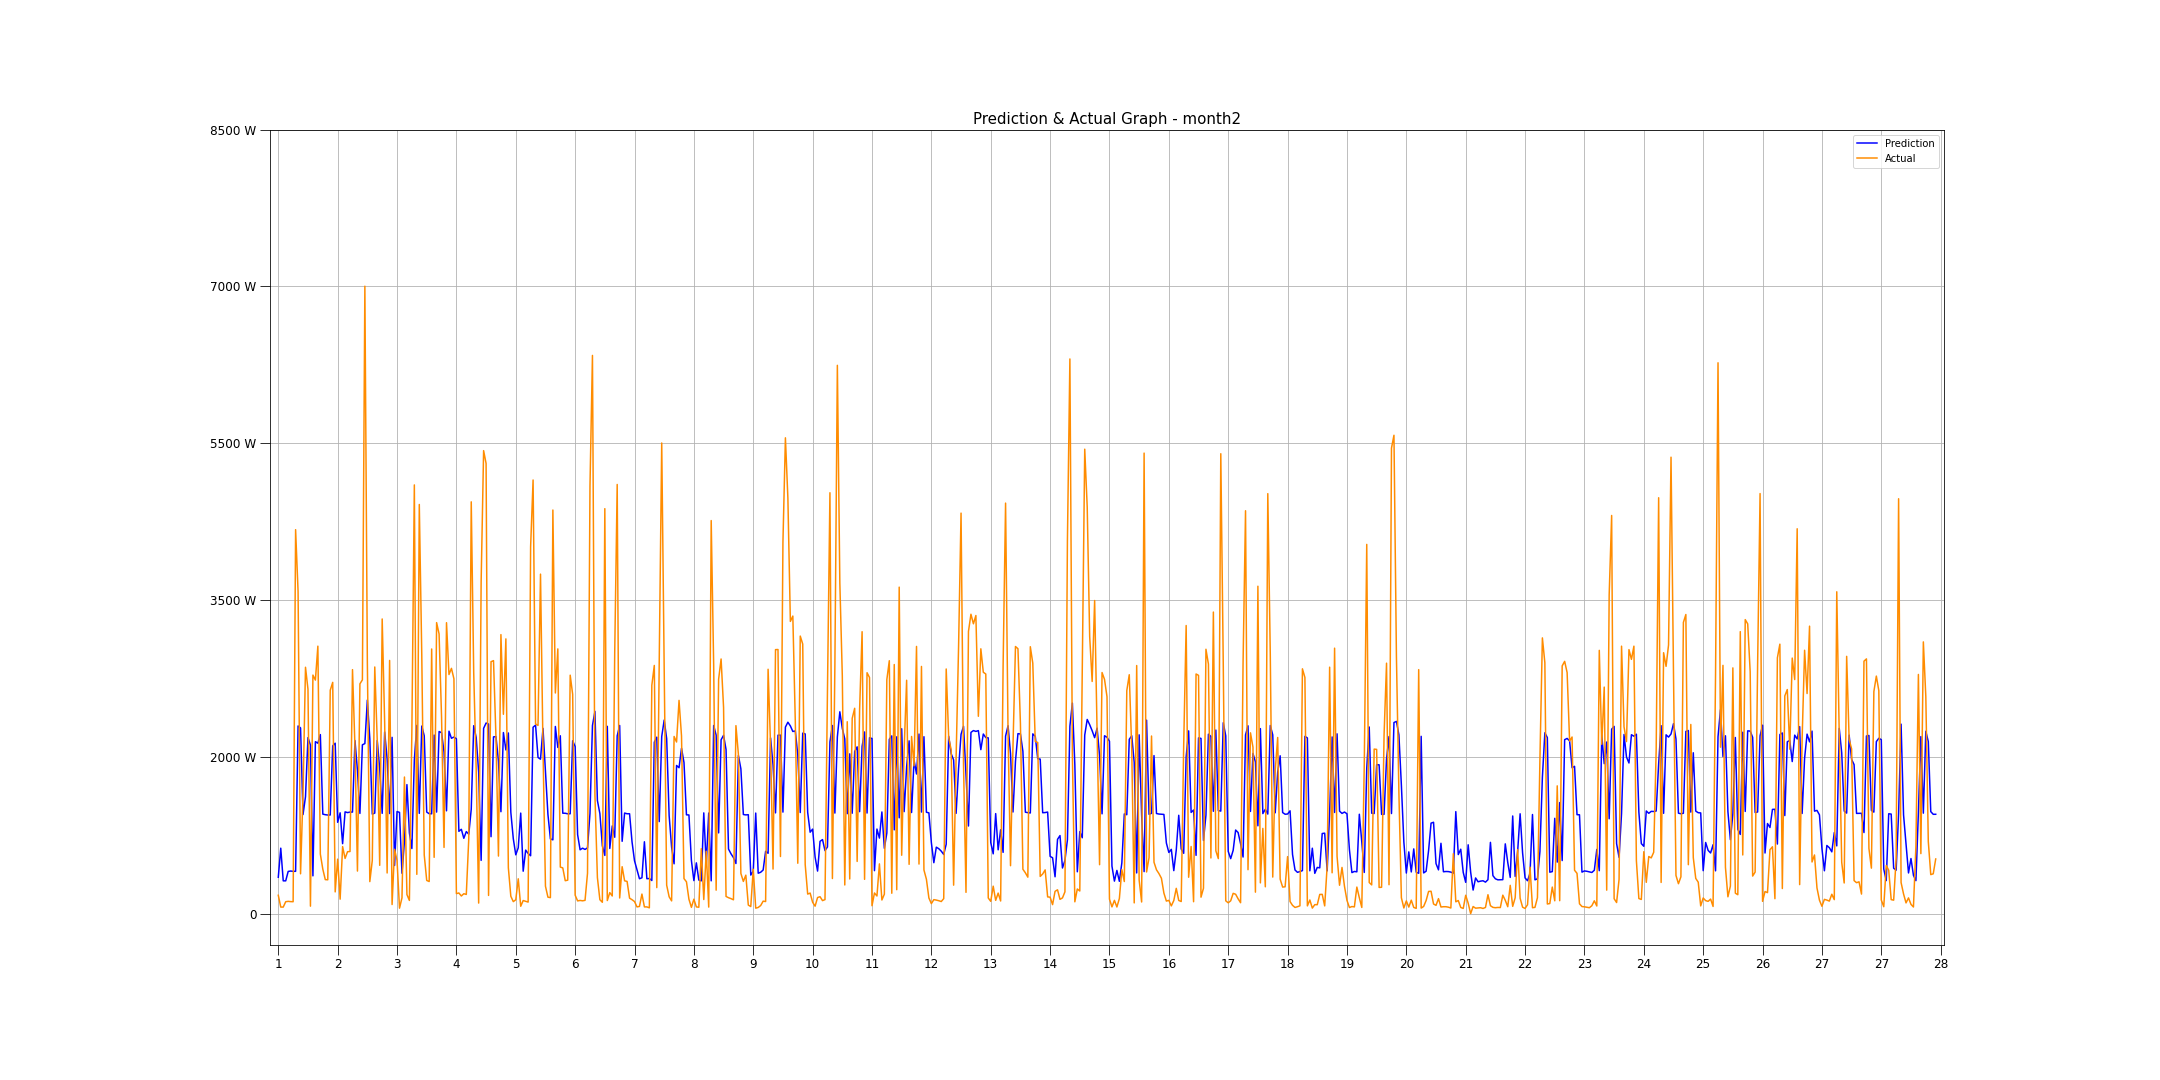 Prediction & Actual Graph - month2
8500 W
7000 W
5500 W
3500 W
2000 W
0
Prediction
Actual
1 2 3 4 5 6 7 8 9 10 11 12 13 14 15 16 17 18 19 20 21 22 23 24 25 26 27 27 28